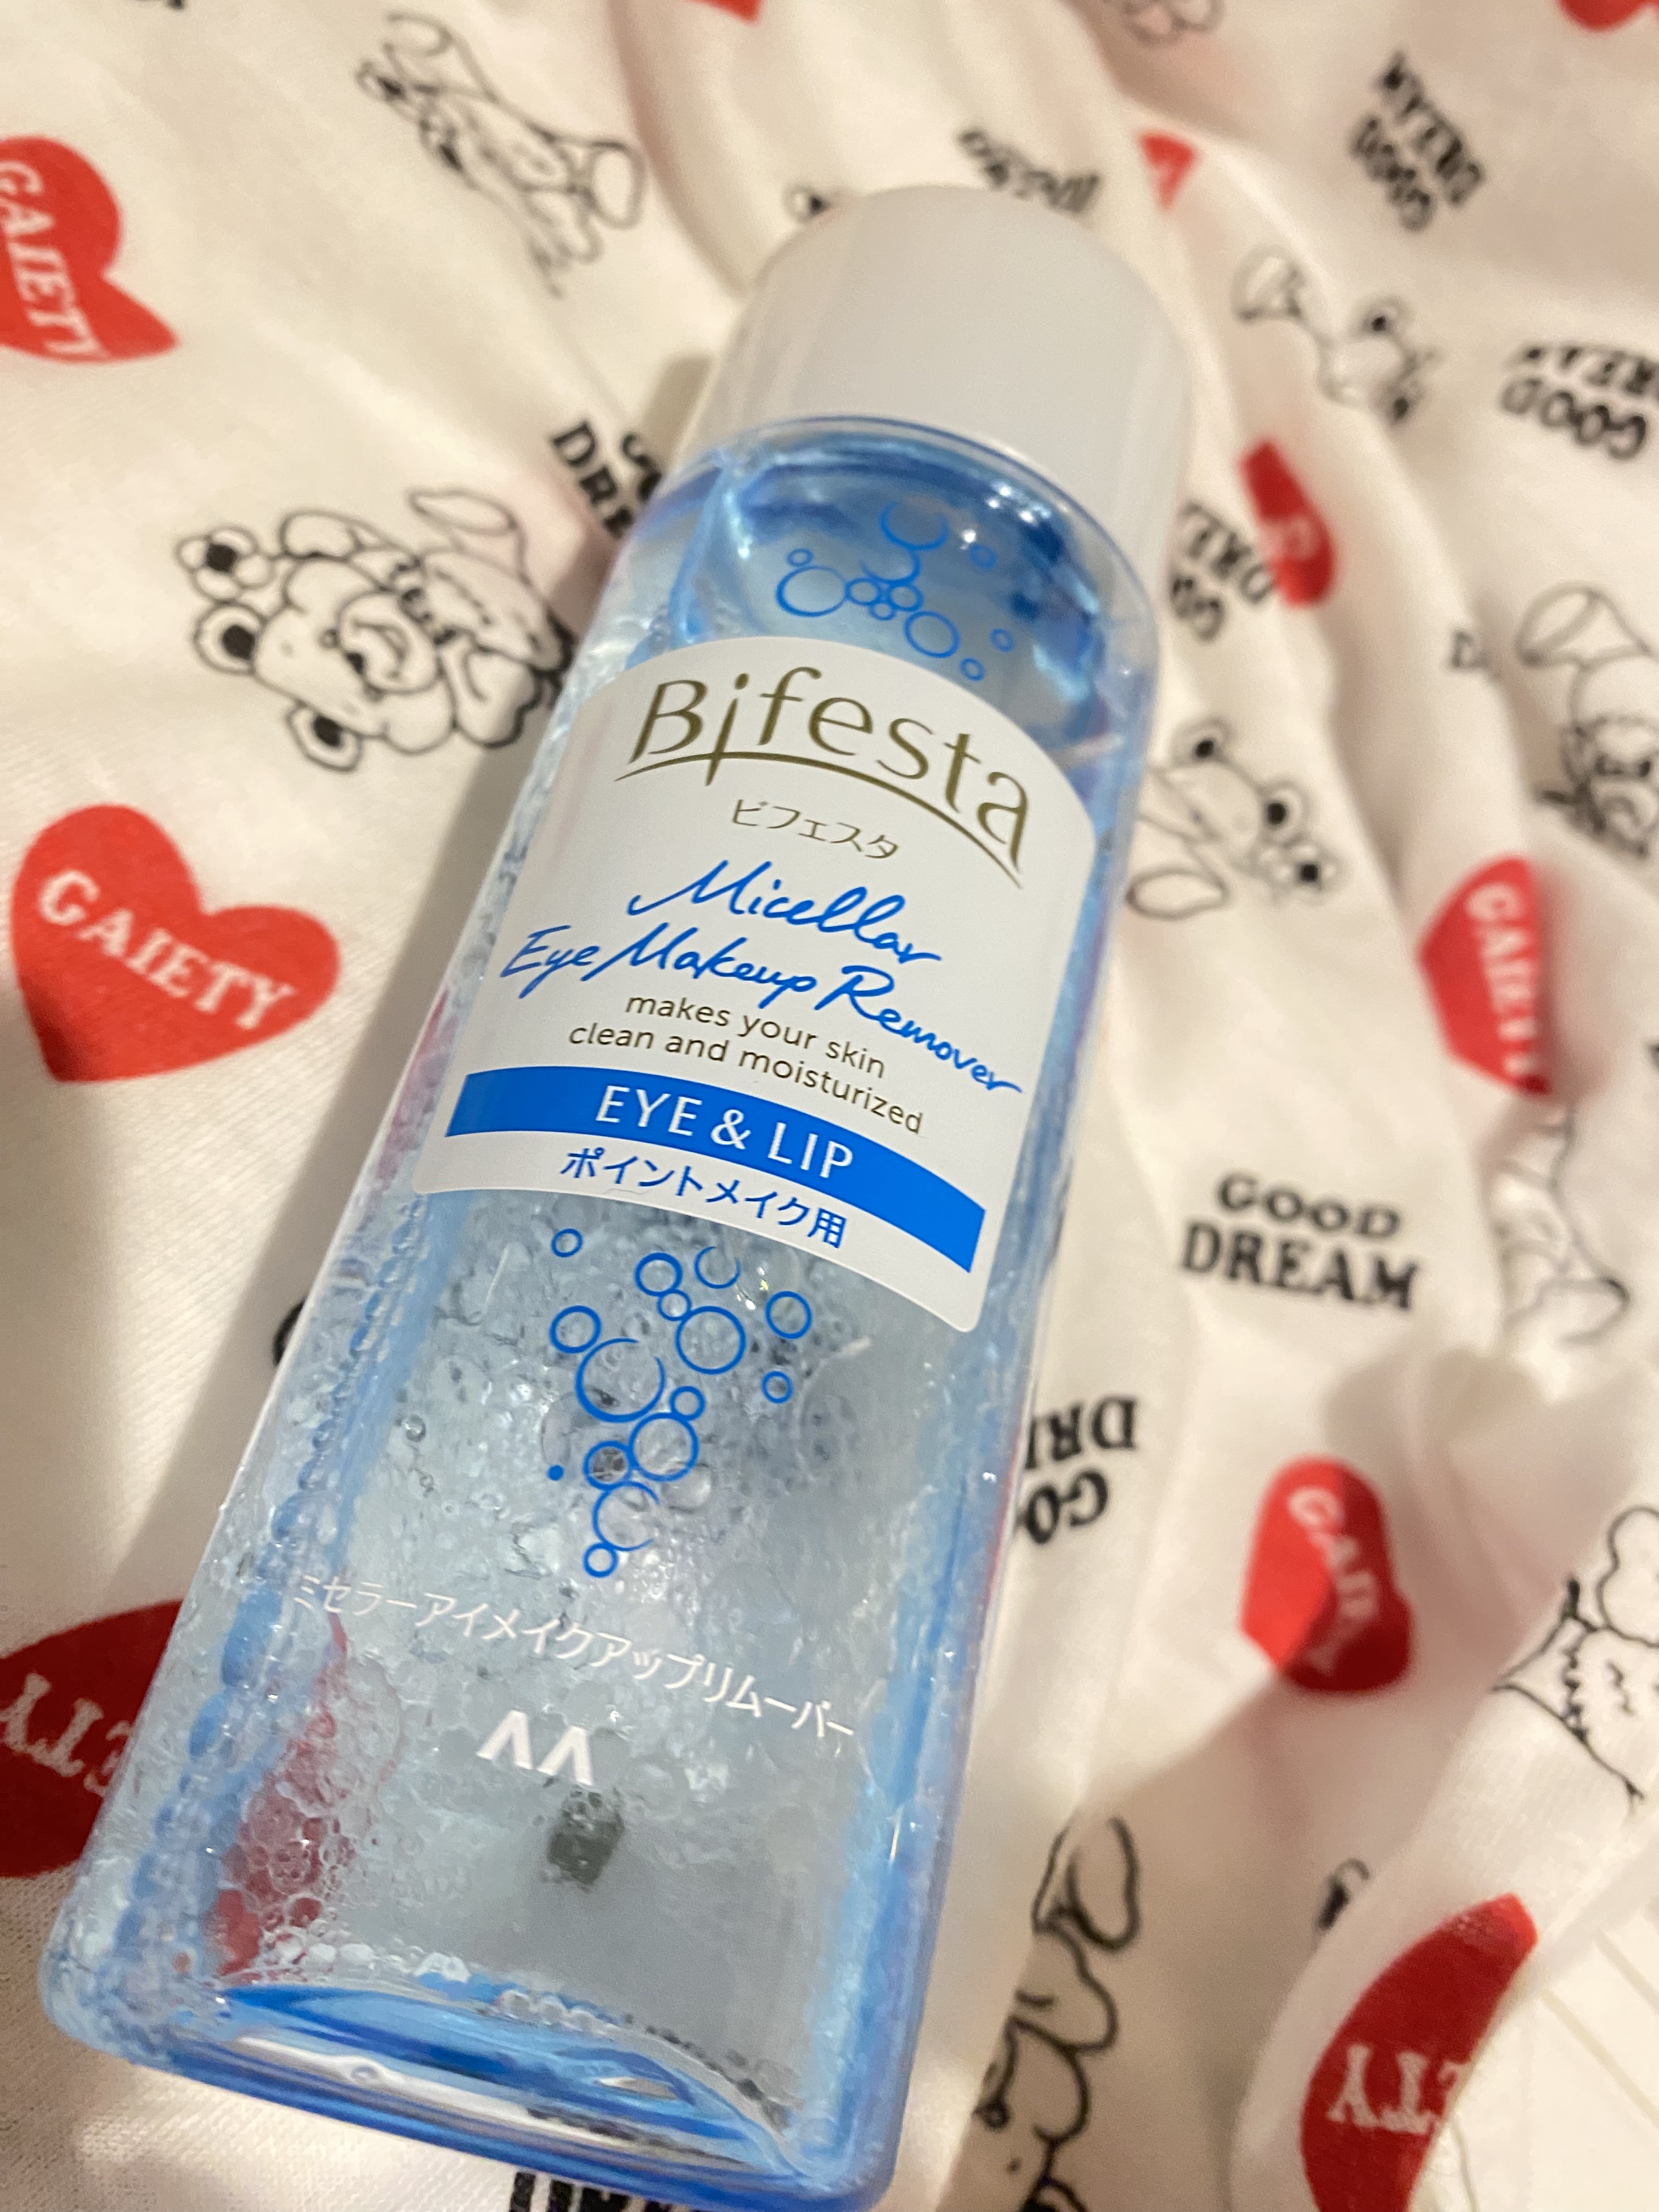 Bifesta
ビフェスタ
Micellar
Eye Makeup Remover
makes your skin
clean and moisturized
EYE & LIP
ポイントメイク用
ミセラーアイメイクアップリムーバー
GAIETY
GAIETY
GOOD
DREAM
GOOD
DREAM
GOOD